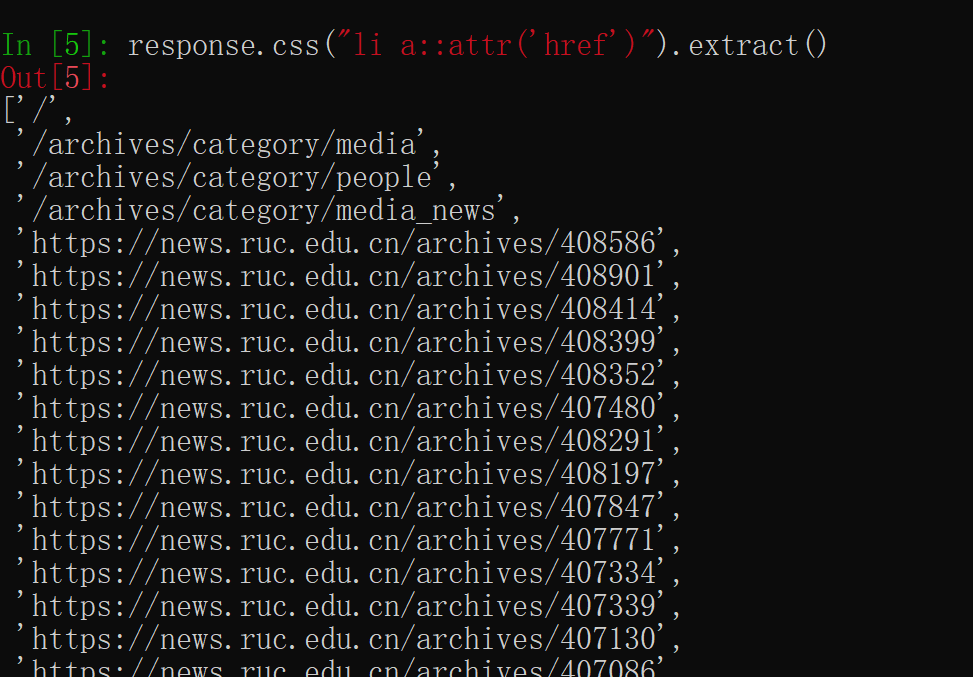 In [5]: response.css("li a::attr('href')").extract()
Out[5]:
['/',
 '/archives/category/media',
 '/archives/category/people',
 '/archives/category/media_news',
 'https://news.ruc.edu.cn/archives/408586',
 'https://news.ruc.edu.cn/archives/408901',
 'https://news.ruc.edu.cn/archives/408414',
 'https://news.ruc.edu.cn/archives/408399',
 'https://news.ruc.edu.cn/archives/408352',
 'https://news.ruc.edu.cn/archives/407480',
 'https://news.ruc.edu.cn/archives/408291',
 'https://news.ruc.edu.cn/archives/408197',
 'https://news.ruc.edu.cn/archives/407847',
 'https://news.ruc.edu.cn/archives/407771',
 'https://news.ruc.edu.cn/archives/407334',
 'https://news.ruc.edu.cn/archives/407339',
 'https://news.ruc.edu.cn/archives/407130',
 'https://news.ruc.edu.cn/archives/407086'